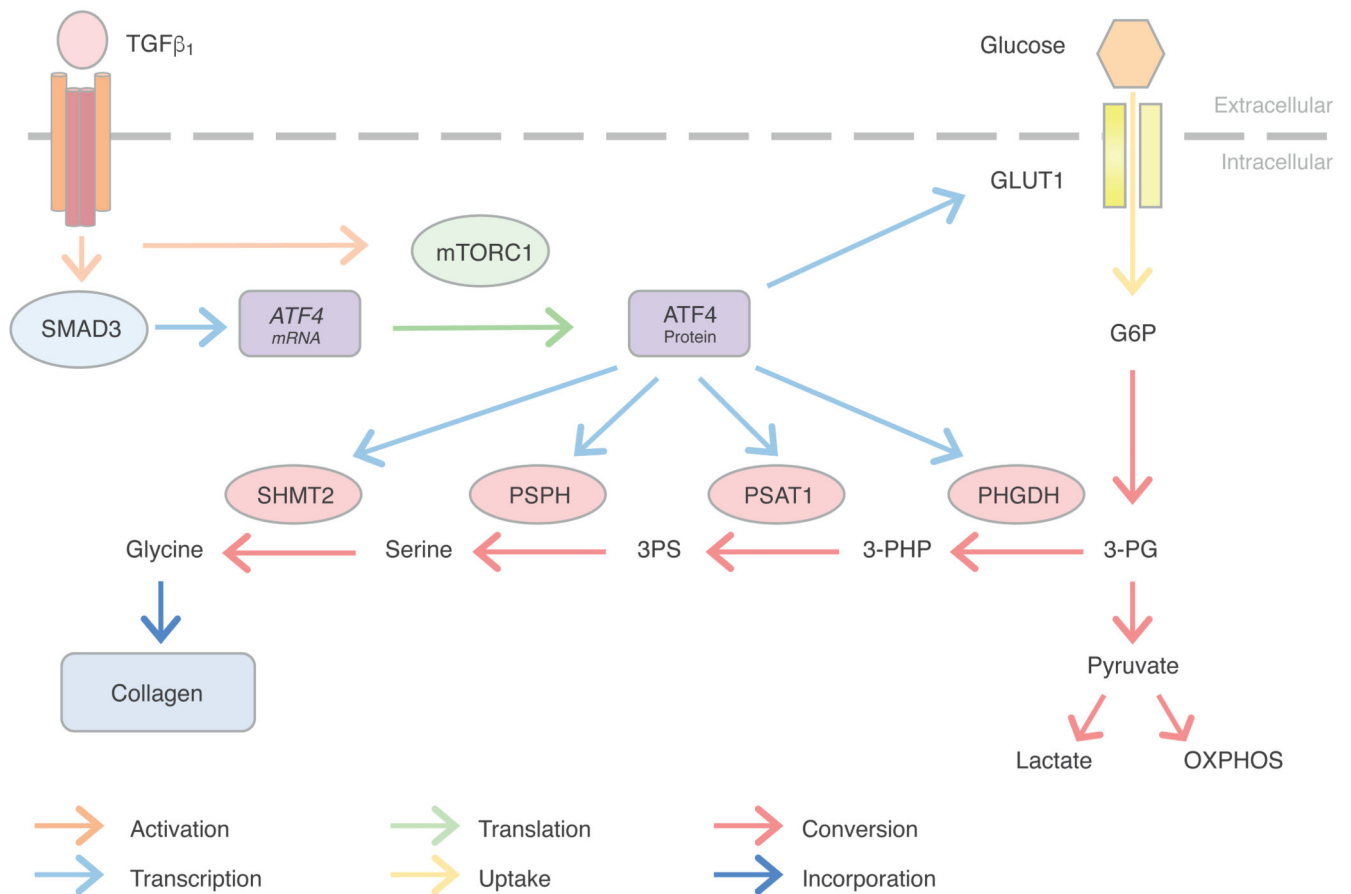 TGFβ1
Glucose
Extracellular
Intracellular
GLUT1
mTORC1
SMAD3
ATF4
mRNA
ATF4
Protein
G6P
SHMT2
PSPH
PSAT1
PHGDH
Glycine
Serine
3PS
3-PHP
3-PG
Pyruvate
Collagen
Lactate
OXPHOS
Activation
Translation
Conversion
Transcription
Uptake
Incorporation